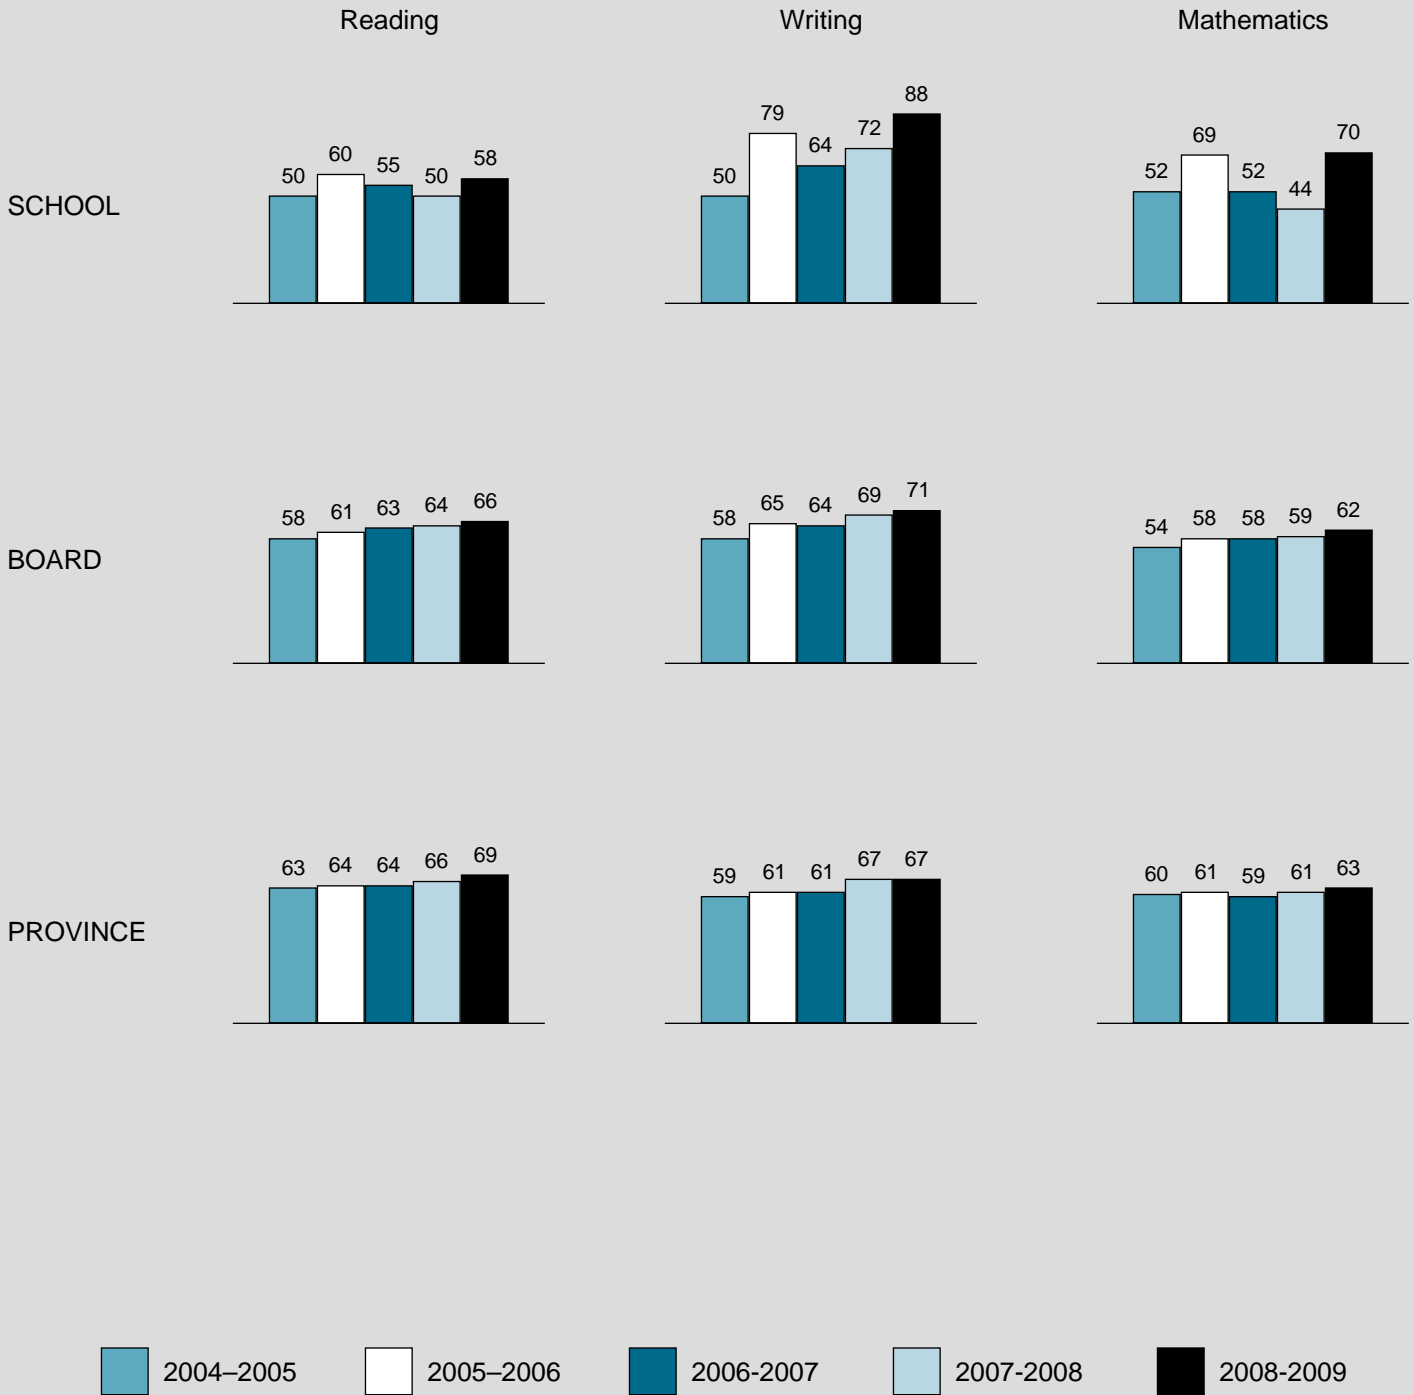 Reading Writing Mathematics
SCHOOL
50 60 55 50 58
50 79 64 72 88
52 69 52 44 70
BOARD
58 61 63 64 66
58 65 64 69 71
54 58 58 59 62
PROVINCE
63 64 64 66 69
59 61 61 67 67
60 61 59 61 63
2004–2005 2005–2006 2006-2007 2007-2008 2008-2009